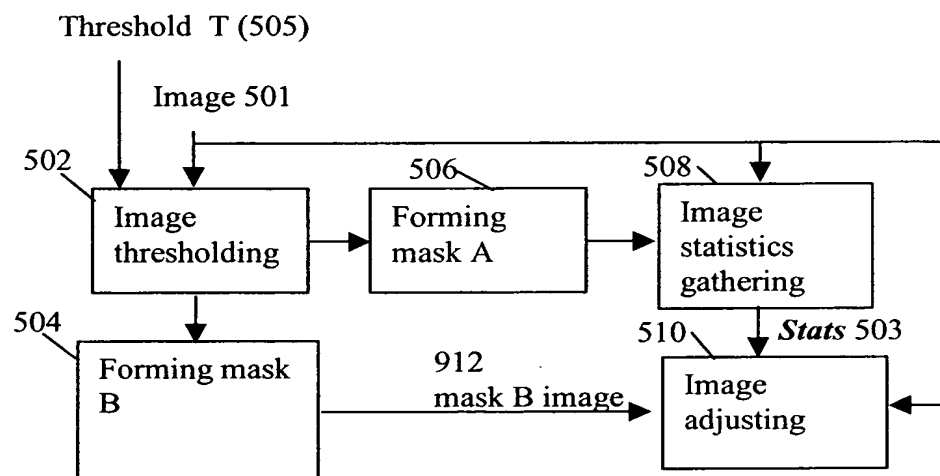 Threshold T (505)
Image 501
502
506
508
Image
thresholding
Forming
mask A
Image
statistics
gathering
504
510
Stats 503
Forming mask
B
912
mask B image
Image
adjusting